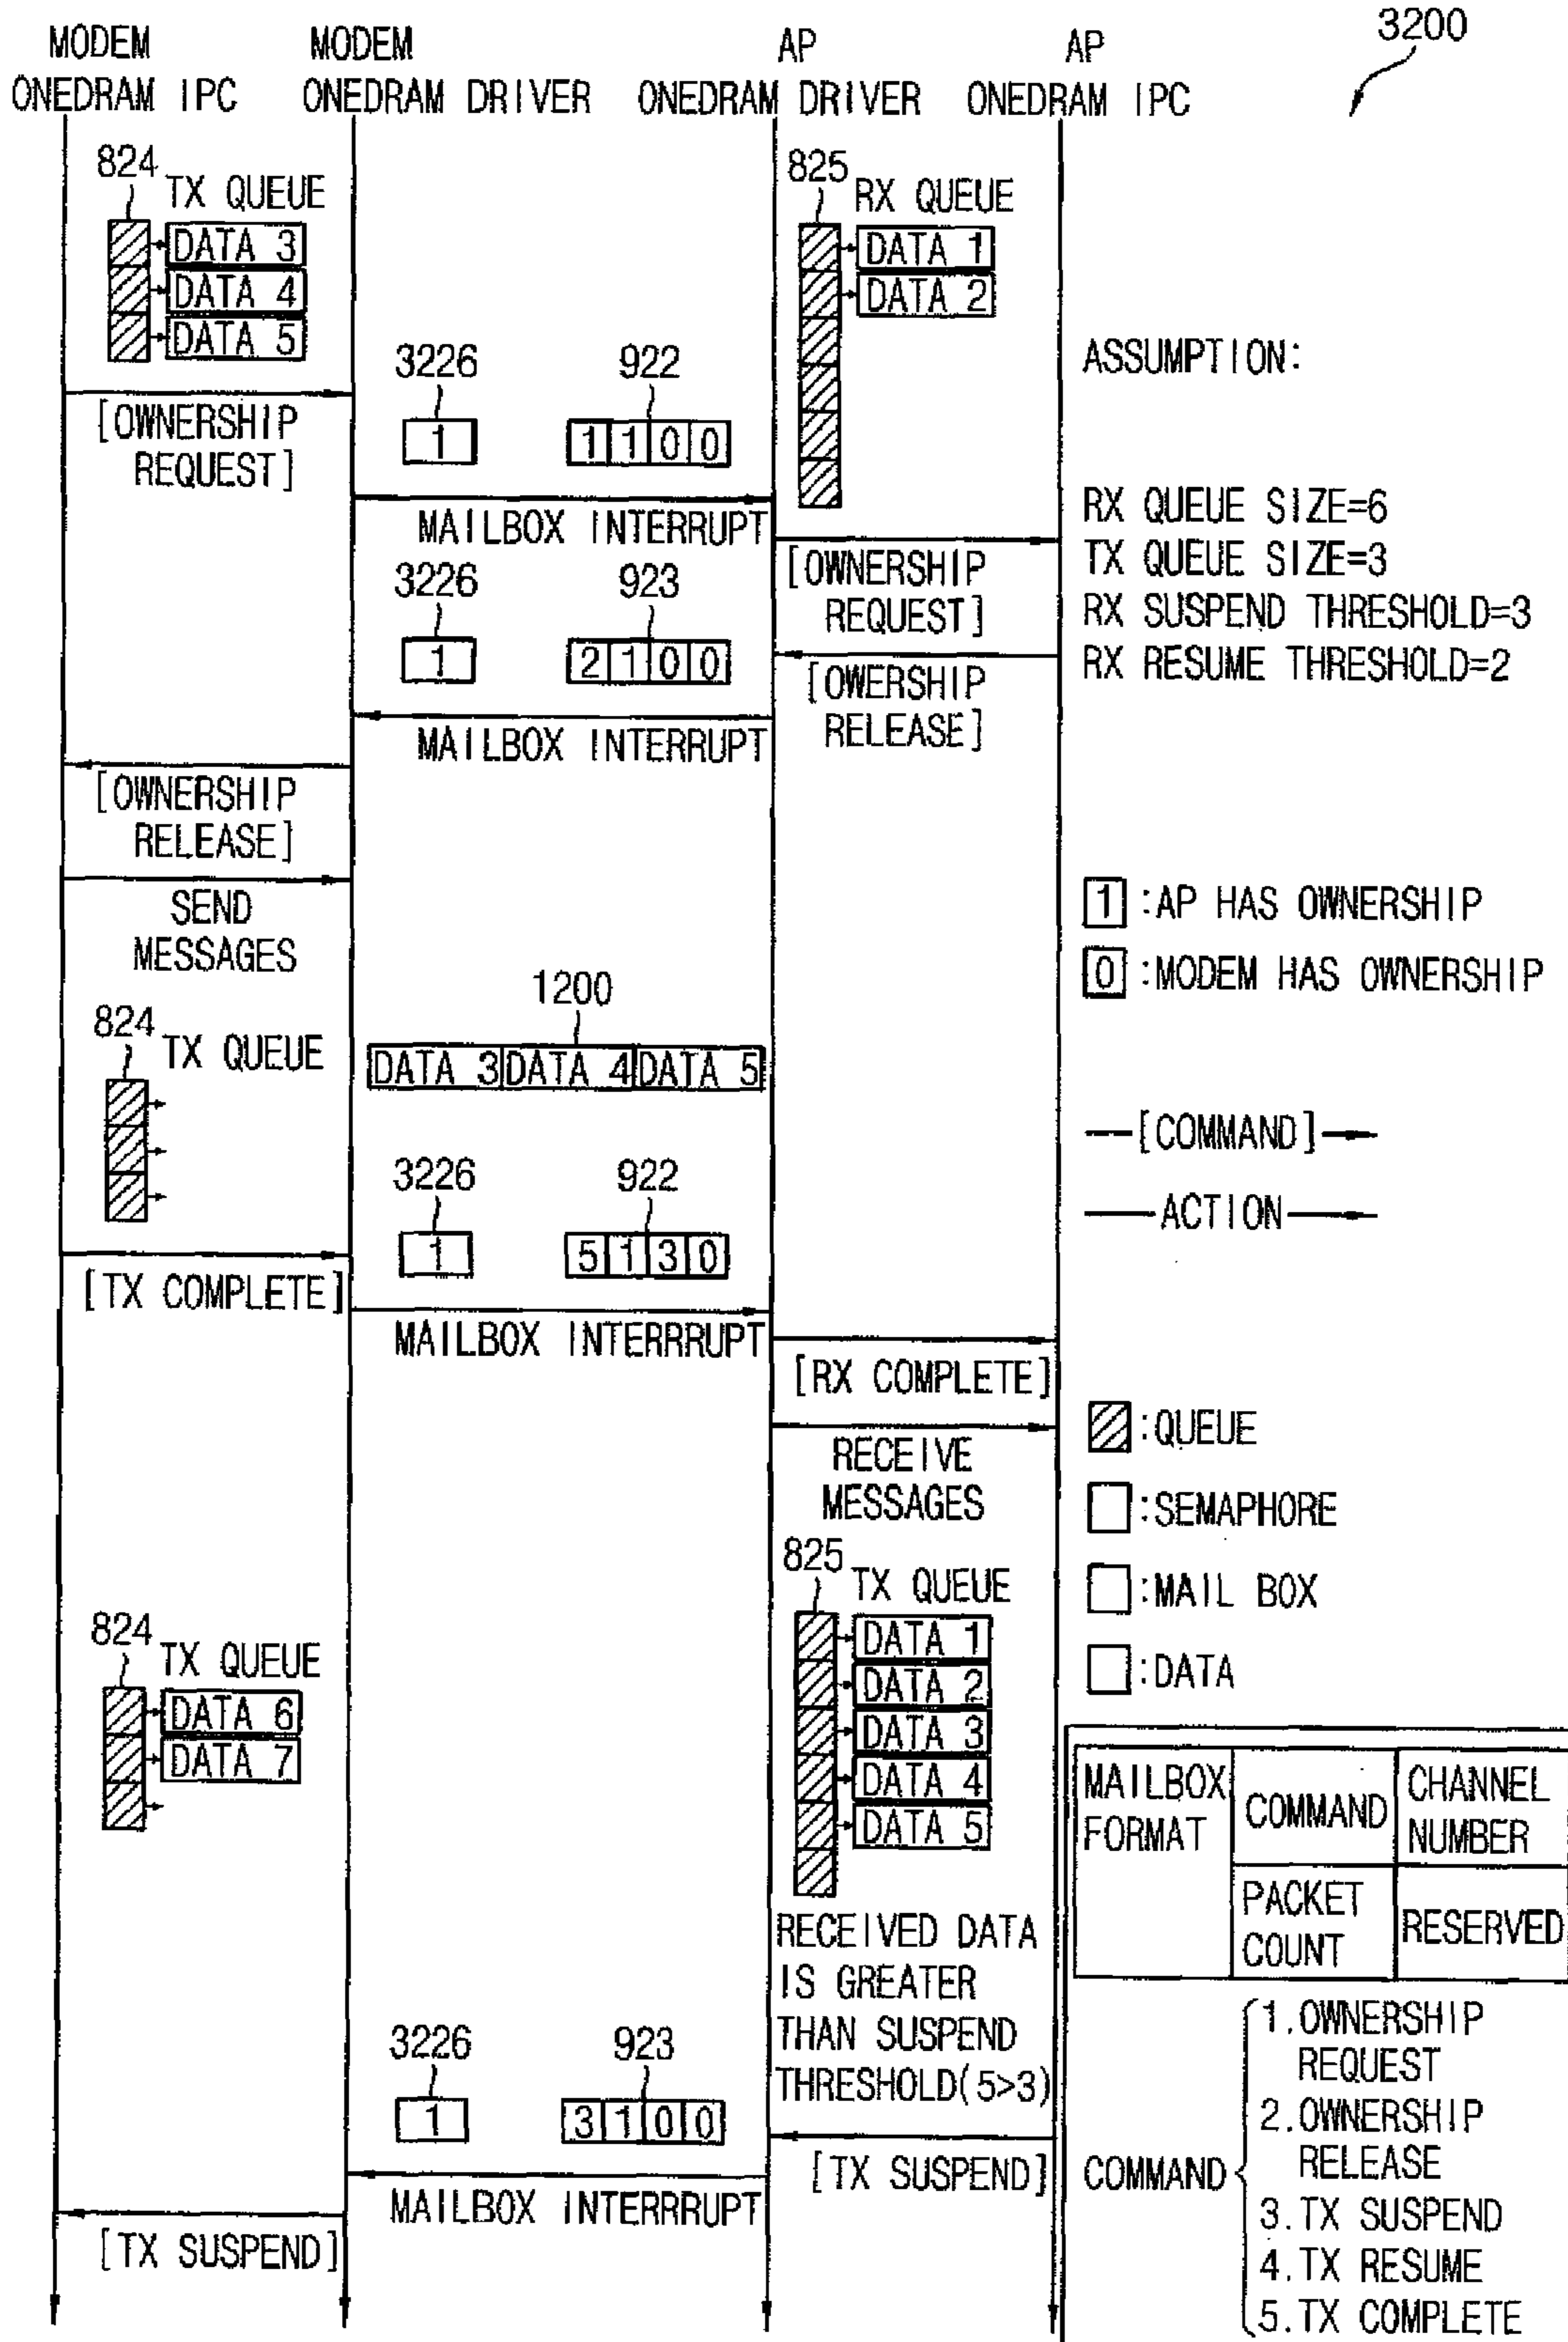 3200
MODEM
ONEDRAM IPC
MODEM
ONEDRAM DRIVER
AP
ONEDRAM DRIVER
AP
ONEDRAM IPC
824
TX QUEUE
DATA 3
DATA 4
DATA 5
825
RX QUEUE
DATA 1
DATA 2
[OWNERSHIP
REQUEST]
3226
1
922
1 1 0 0
MAILBOX INTERRUPT
[OWNERSHIP
REQUEST]
3226
1
923
2 1 0 0
[OWERSHIP
RELEASE]
MAILBOX INTERRUPT
[OWNERSHIP
RELEASE]
SEND
MESSAGES
824
TX QUEUE
1200
DATA 3 DATA 4 DATA 5
3226
1
922
5 1 3 0
[TX COMPLETE]
MAILBOX INTERRRUPT
[RX COMPLETE]
RECEIVE
MESSAGES
825
TX QUEUE
DATA 1
DATA 2
DATA 3
DATA 4
DATA 5
824
TX QUEUE
DATA 6
DATA 7
RECEIVED DATA
IS GREATER
THAN SUSPEND
THRESHOLD(5>3)
3226
1
923
3 1 0 0
[TX SUSPEND]
MAILBOX INTERRRUPT
[TX SUSPEND]
ASSUMPTION:
RX QUEUE SIZE=6
TX QUEUE SIZE=3
RX SUSPEND THRESHOLD=3
RX RESUME THRESHOLD=2
1 :AP HAS OWNERSHIP
0 :MODEM HAS OWNERSHIP
[COMMAND]
ACTION
:QUEUE
:SEMAPHORE
:MAIL BOX
:DATA
MAILBOX
FORMAT
COMMAND
CHANNEL
NUMBER
PACKET
COUNT
RESERVED
COMMAND
1.OWNERSHIP
REQUEST
2.OWNERSHIP
RELEASE
3.TX SUSPEND
4.TX RESUME
5.TX COMPLETE